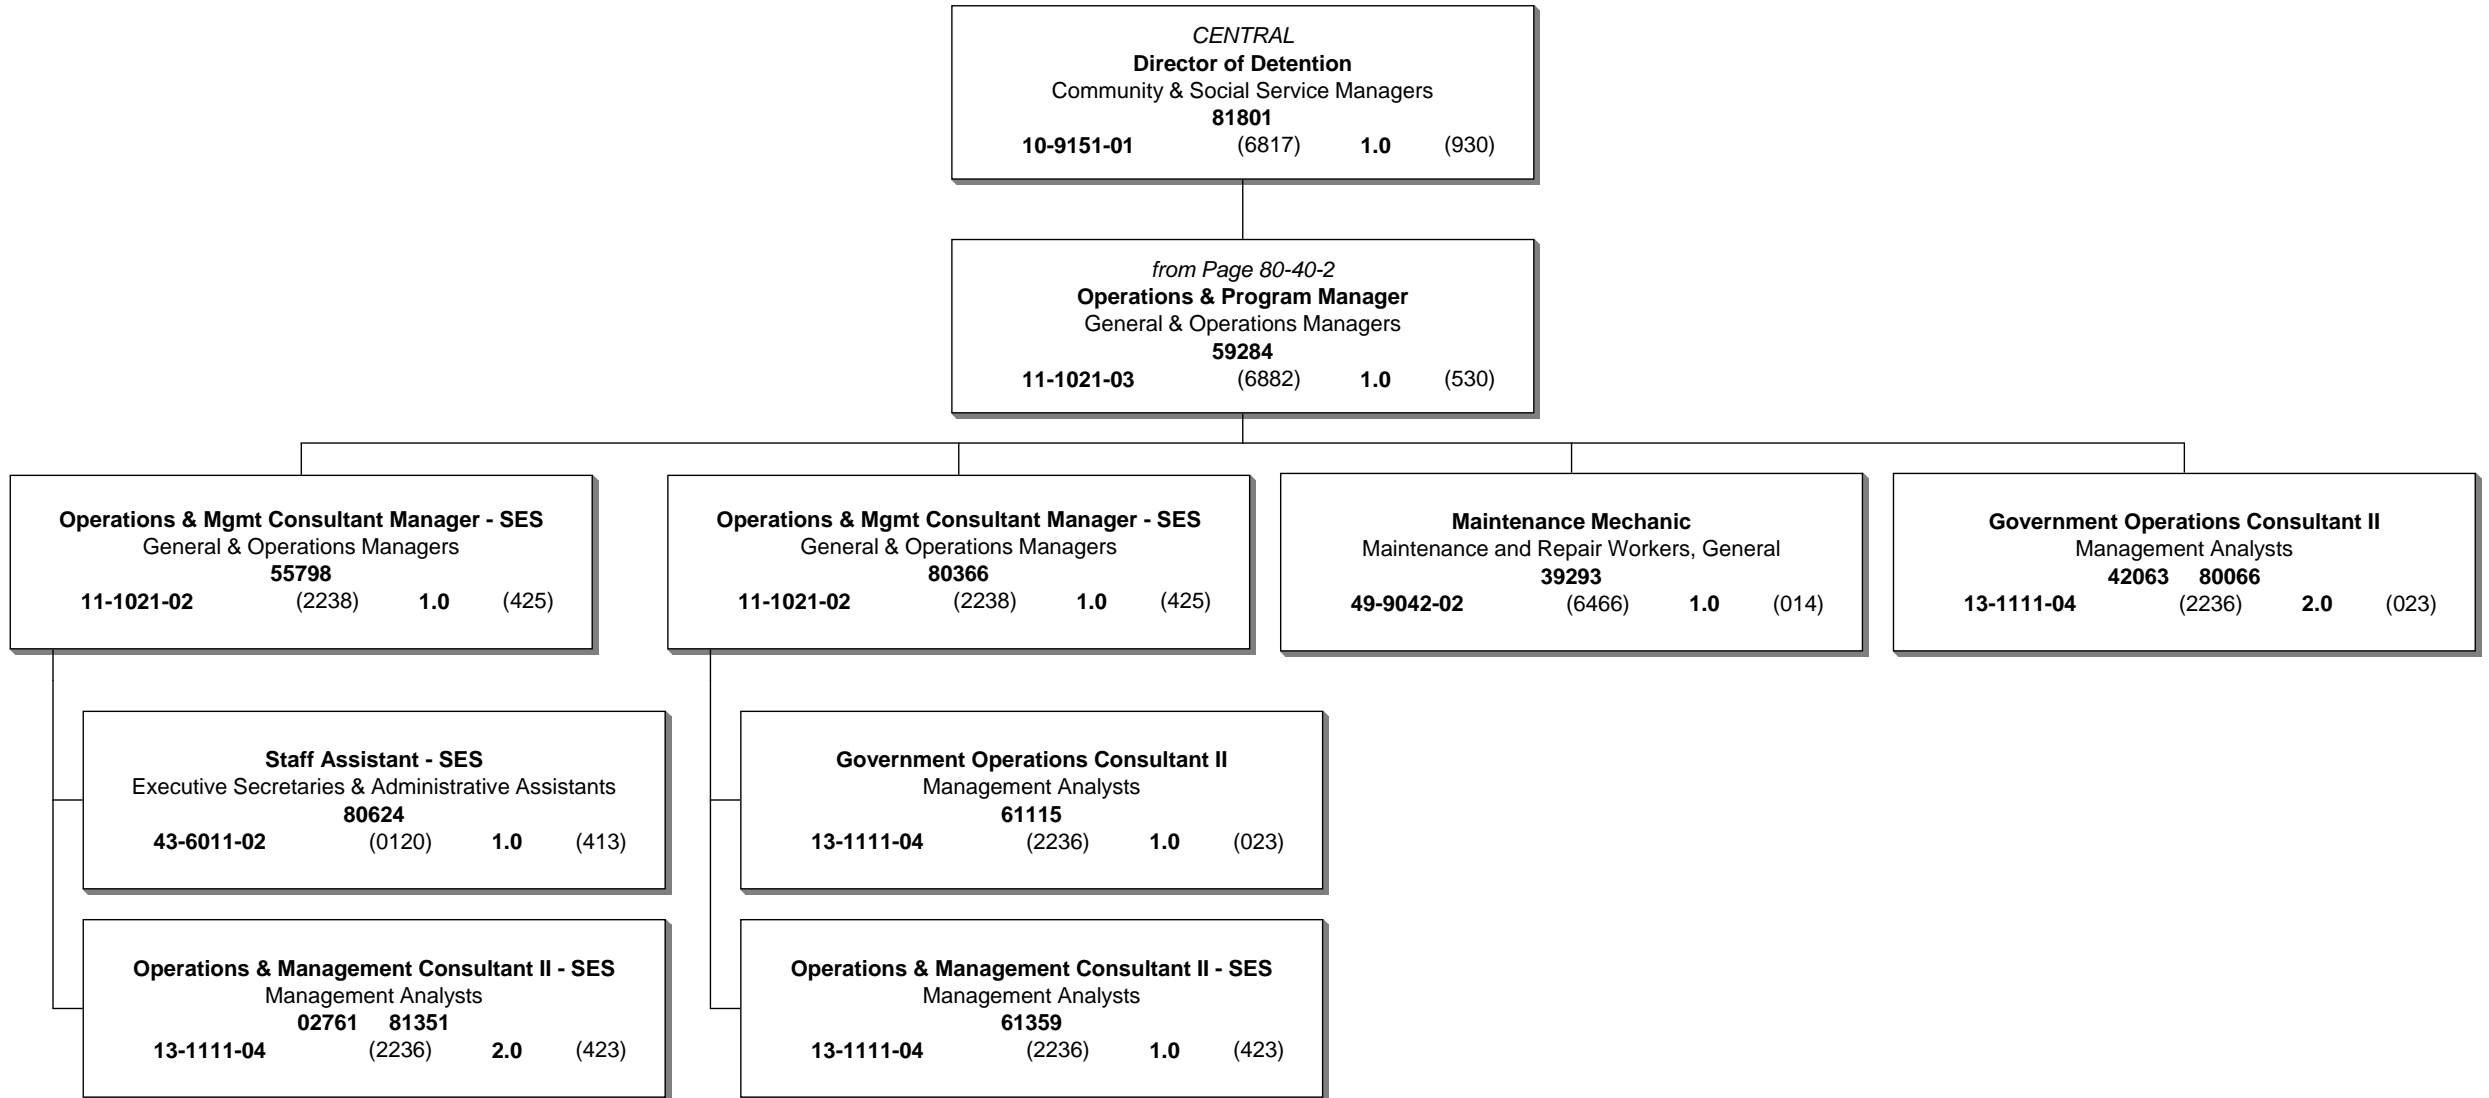 CENTRAL
Director of Detention
Community & Social Service Managers
81801
10-9151-01 (6817) 1.0 (930)
from Page 80-40-2
Operations & Program Manager
General & Operations Managers
59284
11-1021-03 (6882) 1.0 (530)
Operations & Mgmt Consultant Manager - SES
General & Operations Managers
55798
11-1021-02 (2238) 1.0 (425)
Operations & Mgmt Consultant Manager - SES
General & Operations Managers
80366
11-1021-02 (2238) 1.0 (425)
Maintenance Mechanic
Maintenance and Repair Workers, General
39293
49-9042-02 (6466) 1.0 (014)
Government Operations Consultant II
Management Analysts
42063 80066
13-1111-04 (2236) 2.0 (023)
Staff Assistant - SES
Executive Secretaries & Administrative Assistants
80624
43-6011-02 (0120) 1.0 (413)
Government Operations Consultant II
Management Analysts
61115
13-1111-04 (2236) 1.0 (023)
Operations & Management Consultant II - SES
Management Analysts
02761 81351
13-1111-04 (2236) 2.0 (423)
Operations & Management Consultant II - SES
Management Analysts
61359
13-1111-04 (2236) 1.0 (423)